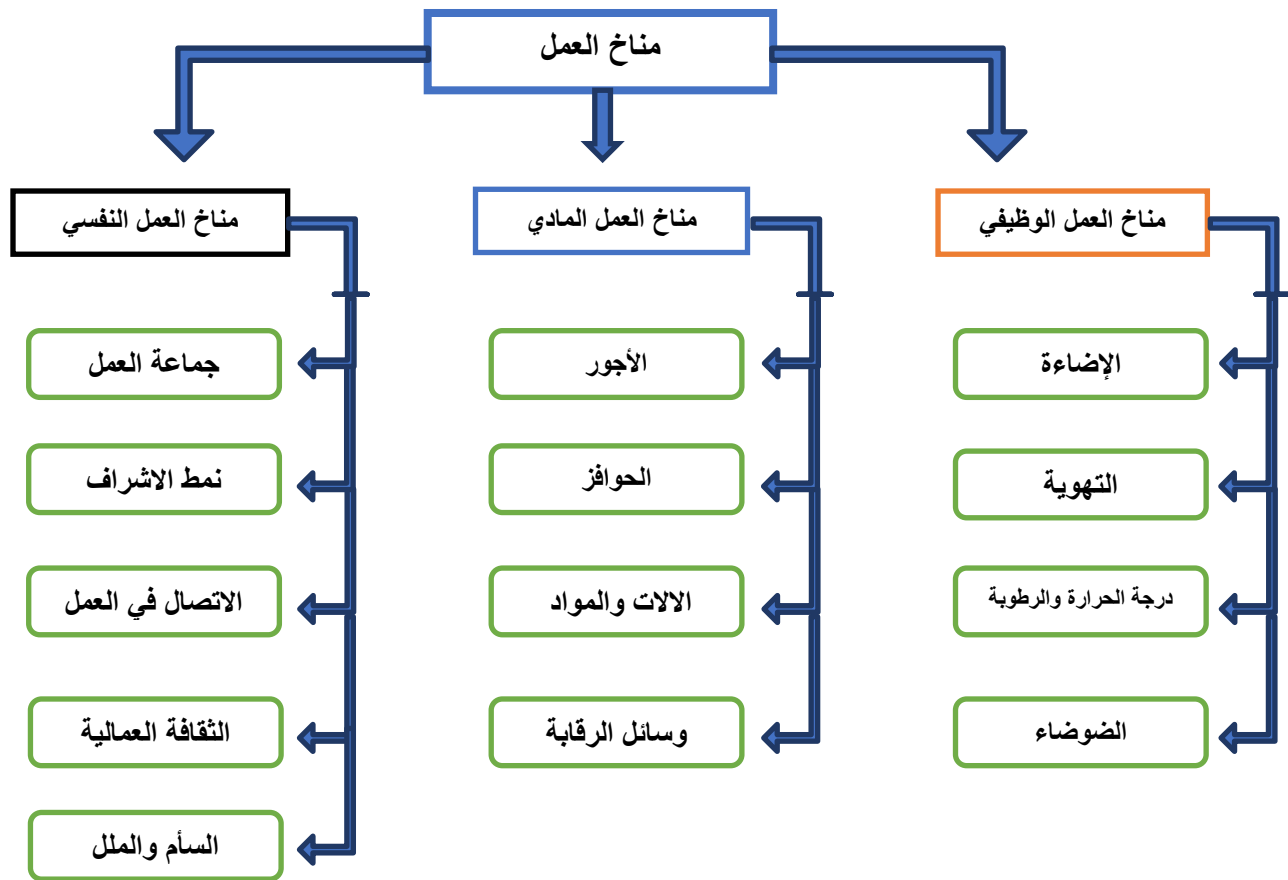 مناخ العمل
مناخ العمل الوظيفي
الإضاءة
التهوية
درجة الحرارة والرطوبة
الضوضاء
مناخ العمل المادي
الأجور
الحوافز
الالات والمواد
وسائل الرقابة
مناخ العمل النفسي
جماعة العمل
نمط الاشراف
الاتصال في العمل
الثقافة العمالية
السأم والملل